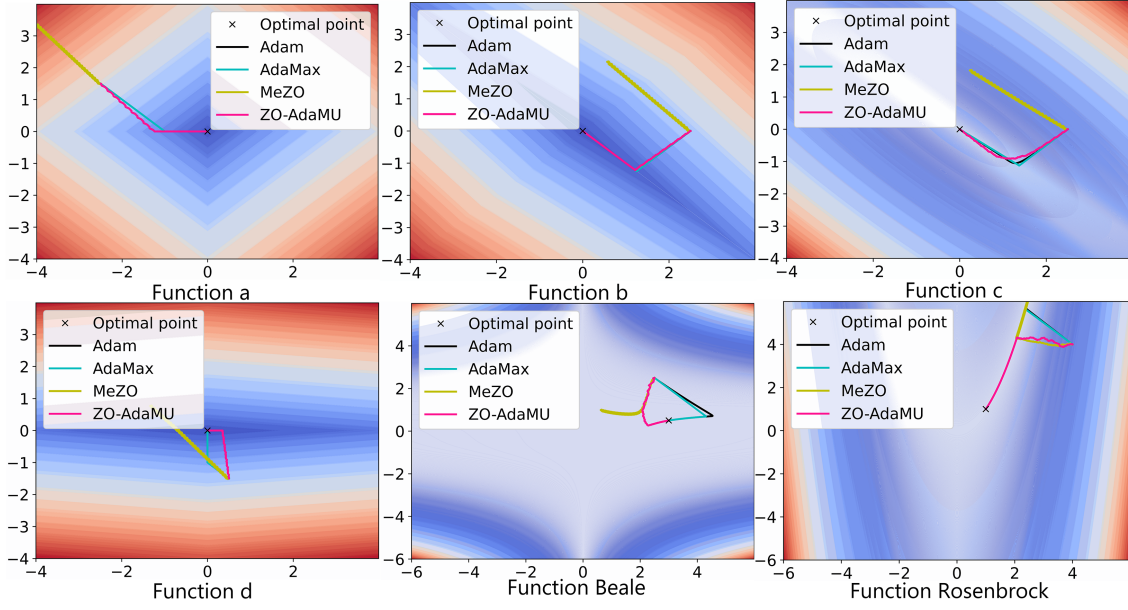 3
2
1
0
−1
−2
−3
−4
−4
−2
0
2
Optimal point
Adam
AdaMax
MeZO
ZO-AdaMU
Function a
4
3
2
1
0
−1
−2
−3
−4
−4
−2
0
2
Optimal point
Adam
AdaMax
MeZO
ZO-AdaMU
Function b
3
2
1
0
−1
−2
−3
−4
−4
−2
0
2
Optimal point
Adam
AdaMax
MeZO
ZO-AdaMU
Function c
3
2
1
0
−1
−2
−3
−4
−4
−2
0
2
Optimal point
Adam
AdaMax
MeZO
ZO-AdaMU
Function d
4
2
0
−2
−4
−6
−6
−4
−2
0
2
4
Optimal point
Adam
AdaMax
MeZO
ZO-AdaMU
Function Beale
4
2
0
−2
−4
−6
−6
−4
−2
0
2
4
Optimal point
Adam
AdaMax
MeZO
ZO-AdaMU
Function Rosenbrock